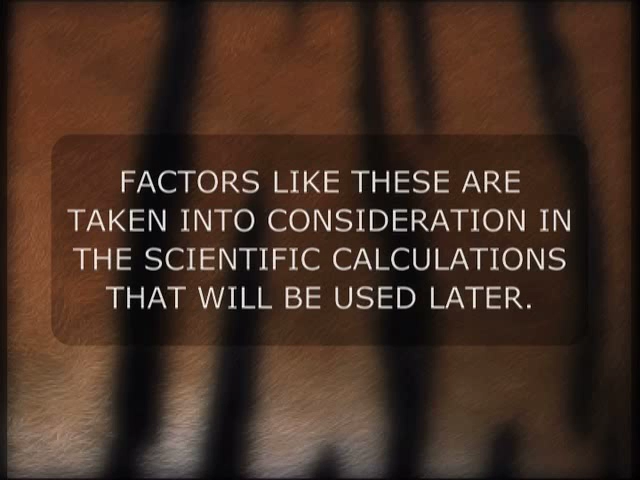 FACTORS LIKE THESE ARE
TAKEN INTO CONSIDERATION IN
THE SCIENTIFIC CALCULATIONS
THAT WILL BE USED LATER.